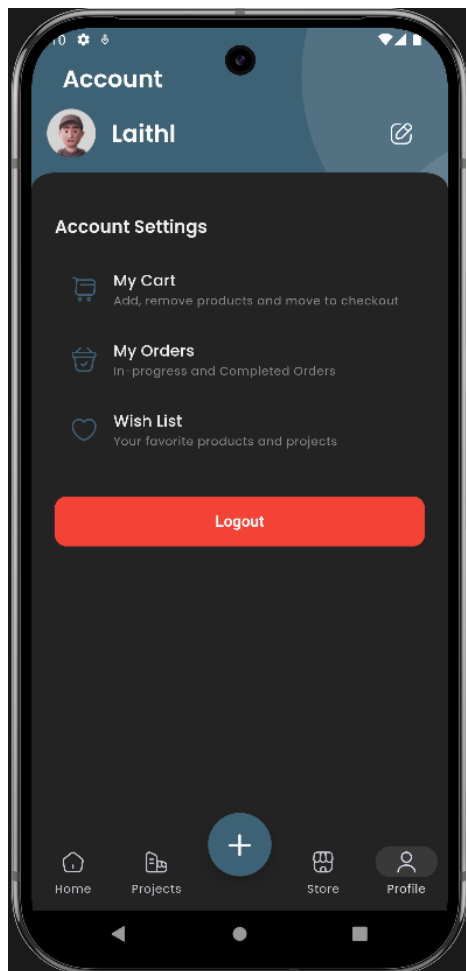 Account
Laithl
Account Settings
My Cart
Add, remove products and move to checkout
My Orders
In-progress and Completed Orders
Wish List
Your favorite products and projects
Logout
Home
Projects
Store
Profile